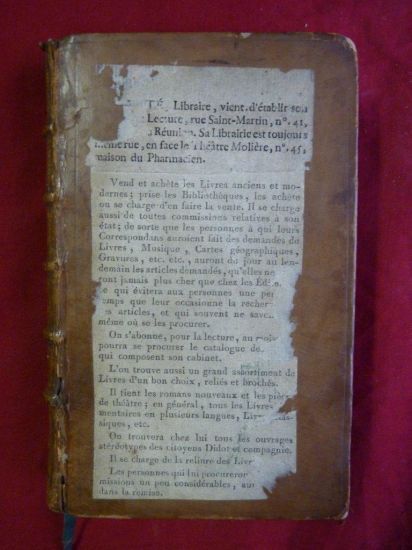 TÉ, Libraire, vient d'établir son
Lecture, rue Saint-Martin, n°. 41,
Réunion. Sa Librairie est toujours
même rue, en face le Théâtre Molière, n°. 45,
maison du Pharmacien.
Vend et achète les Livres anciens et mo-
dernes; prise les Bibliothèques, les achète
ou se charge d'en faire la vente. Il se charge
aussi de toutes commissions relatives à son
état; de sorte que les personnes à qui leurs
Correspondans auroient fait des demandes de
Livres, Musique, Cartes géographiques,
Gravures, etc. etc., auront du jour au len-
demain les articles demandés, qu'elles ne
ront jamais plus cher que chez les
e qui évitera aux personnes une per
emps que leur occasionne la recher
s articles, et qui souvent ne save
même où se les procurer.
On s'abonne, pour la lecture, au mois
pourra se procurer le catalogue de
qui composent son cabinet.
L'on trouve aussi un grand assortiment de
Livres d'un bon choix, reliés et brochés.
Il tient les romans nouveaux et les pièc
de théâtre; en général, tous les Livres
mentaires en plusieurs langues, Livr
siques, etc.
On trouvera chez lui tous les ouvrages
stéréotypes des citoyens Didot et compagnie.
Il se charge de la reliure des Livr
Les personnes qui lui procureron
missions un peu considérables, aur
dans la remise.